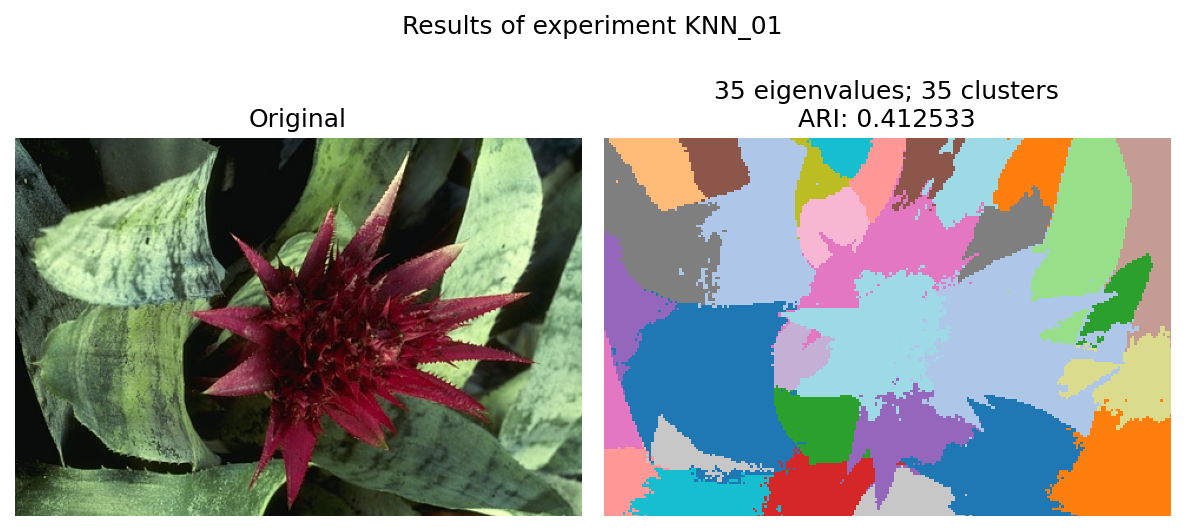 Results of experiment KNN_01
Original
35 eigenvalues; 35 clusters
ARI: 0.412533